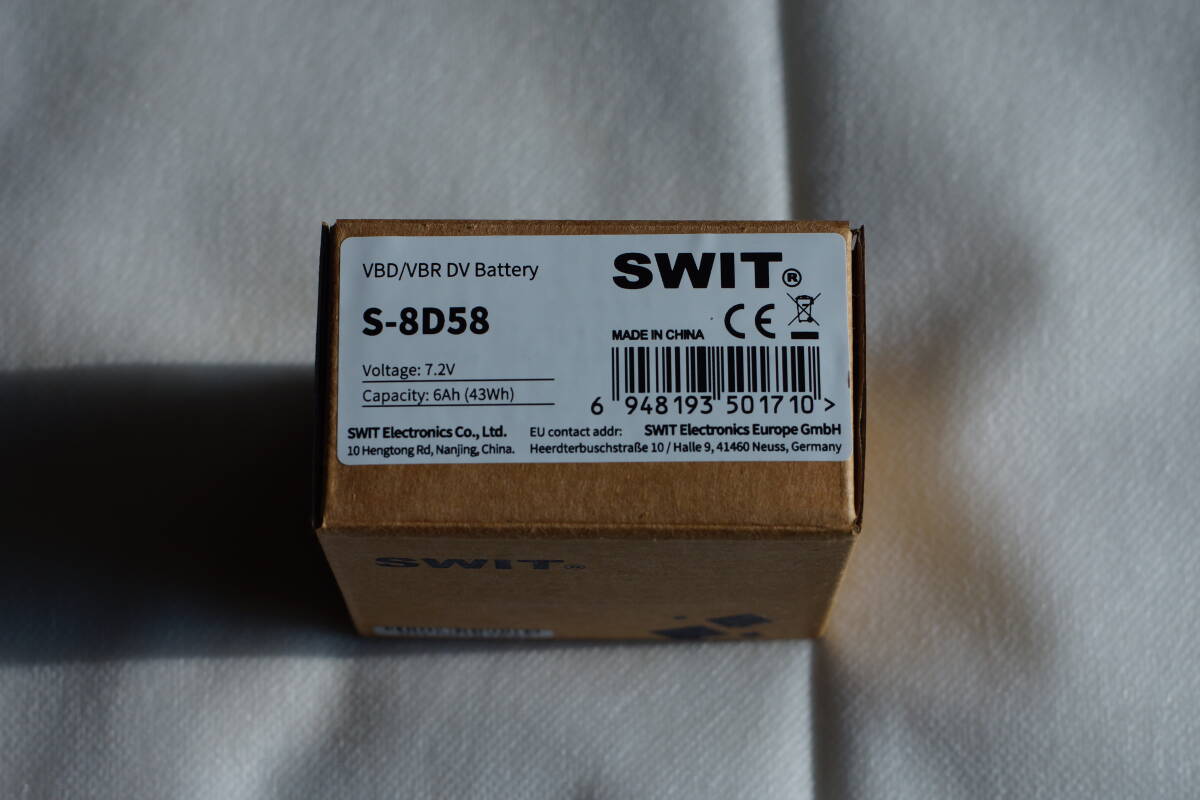 VBD/VBR DV Battery
S-8D58
Voltage: 7.2V
Capacity: 6Ah (43Wh)
SWIT®
MADE IN CHINA
CE
6 948193 501710 >
SWIT Electronics Co., Ltd.
10 Hengtong Rd, Nanjing, China.
EU contact addr: SWIT Electronics Europe GmbH
Heerdterbuschstraße 10 / Halle 9, 41460 Neuss, Germany
SWIT®